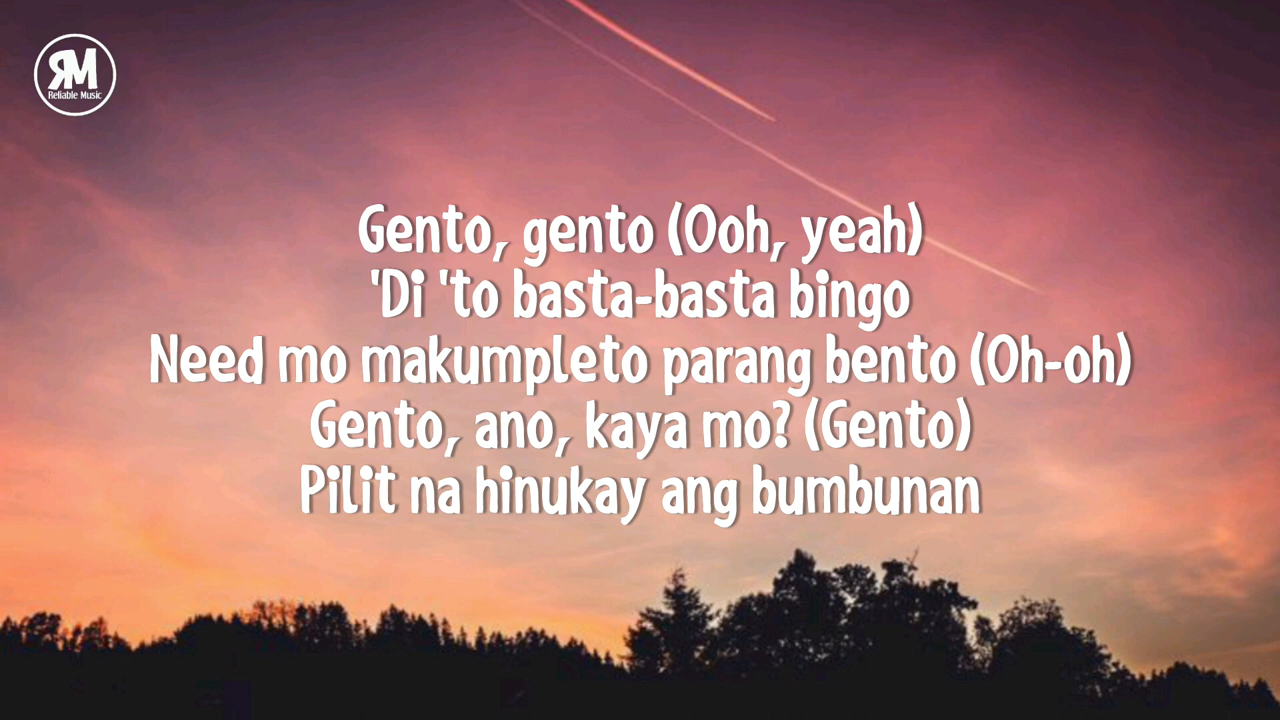 RM
Reliable Music
Gento, gento (Ooh, yeah)
'Di 'to basta-basta bingo
Need mo makumpleto parang bento (Oh-oh)
Gento, ano, kaya mo? (Gento)
Pilit na hinukay ang bumbunan